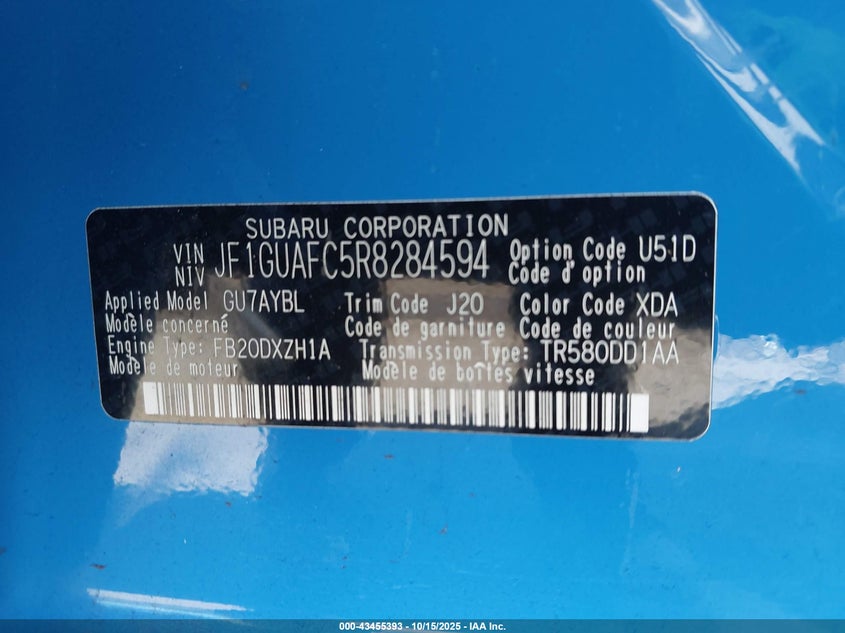 SUBARU CORPORATION
VIN NIV JF1GUAFC5R8284594 Option Code U51D
Code d'option
Applied Model GU7AYBL Trim Code J20 Color Code XDA
Modèle concerné Code de garniture Code de couleur
Engine Type: FB20DXZH1A Transmission Type: TR580DD1AA
Modèle de moteur Modèle de boîtes vitesse
000-43455393 - 10/15/2025 - IAA Inc.